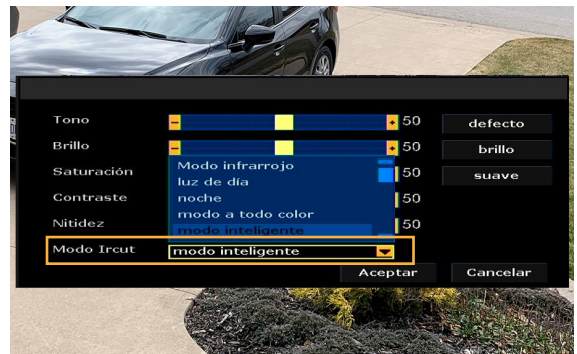 Tono - + 50 defecto
Brillo - + 50 brillo
Saturación 50 suave
Contraste 50
Nitidez 50
Modo infrarrojo
luz de día
noche
modo a todo color
modo inteligente
Modo Ircut modo inteligente
Aceptar Cancelar